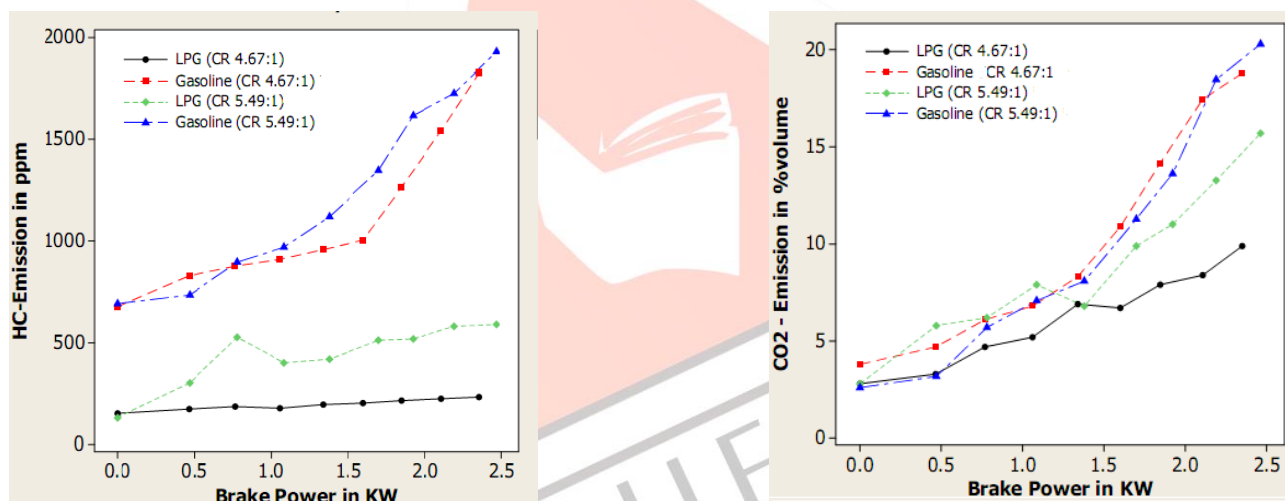 2000
1500
1000
500
0
HC-Emission in ppm
LPG (CR 4.67:1)
Gasoline (CR 4.67:1)
LPG (CR 5.49:1)
Gasoline (CR 5.49:1)
0.0 0.5 1.0 1.5 2.0 2.5
Brake Power in KW
20
15
10
5
0
CO2 - Emission in %volume
LPG (CR 4.67:1)
Gasoline CR 4.67:1
LPG (CR 5.49:1)
Gasoline (CR 5.49:1)
0.0 0.5 1.0 1.5 2.0 2.5
Brake Power in KW